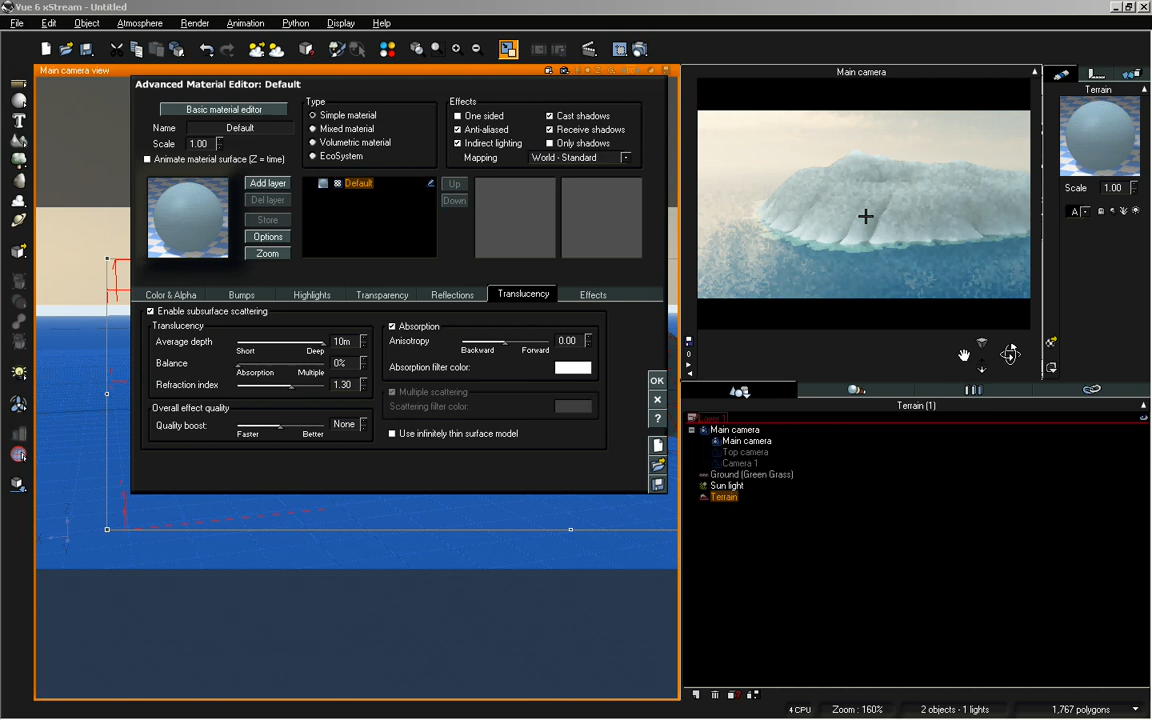 Vue 6 xStream - Untitled
File Edit Object Atmosphere Render Animation Python Display Help
Main camera view
Advanced Material Editor: Default
Basic material editor
Name Default
Scale 1.00
Animate material surface (Z = time)
Type
Simple material
Mixed material
Volumetric material
EcoSystem
Effects
One sided Cast shadows
Anti-aliased Receive shadows
Indirect lighting Only shadows
Mapping World - Standard
Add layer
Del layer
Store
Options
Zoom
Default
Up
Down
Color & Alpha Bumps Highlights Transparency Reflections Translucency Effects
Enable subsurface scattering
Translucency
Average depth 10m
Short Deep
Balance 0%
Absorption Multiple
Refraction index 1.30
Overall effect quality
Quality boost: None
Faster Better
Absorption
Anisotropy 0.00
Backward Forward
Absorption filter color:
Multiple scattering
Scattering filter color:
Use infinitely thin surface model
OK
?
Main camera
0
Terrain
Scale 1.00
A
Terrain (1)
Layer 1
Main camera
Main camera
Top camera
Camera 1
Ground (Green Grass)
Sun light
Terrain
4 CPU Zoom : 160% 2 objects - 1 lights 1,767 polygons